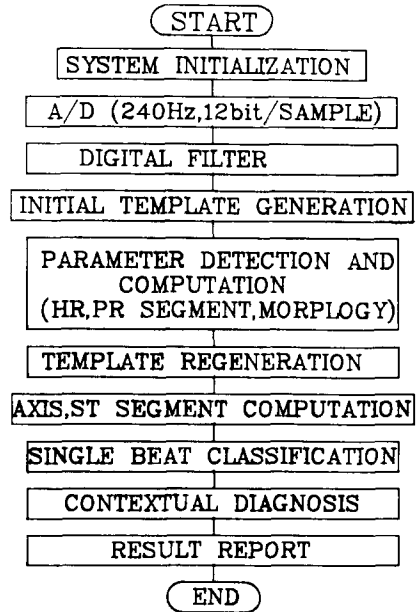 START
SYSTEM INITIALIZATION
A/D (240Hz,12bit/SAMPLE)
DIGITAL FILTER
INITIAL TEMPLATE GENERATION
PARAMETER DETECTION AND
COMPUTATION
(HR,PR SEGMENT,MORPLOGY)
TEMPLATE REGENERATION
AXIS,ST SEGMENT COMPUTATION
SINGLE BEAT CLASSIFICATION
CONTEXTUAL DIAGNOSIS
RESULT REPORT
END